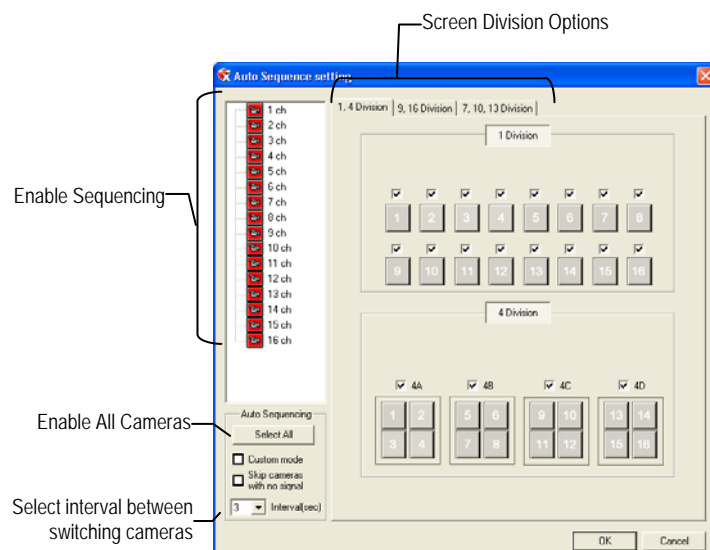 Screen Division Options
Auto Sequence setting
1 ch
2 ch
3 ch
4 ch
5 ch
6 ch
7 ch
8 ch
9 ch
10 ch
11 ch
12 ch
13 ch
14 ch
15 ch
16 ch
Enable Sequencing
1, 4 Division
9, 16 Division
7, 10, 13 Division
1 Division
1 2 3 4 5 6 7 8
9 10 11 12 13 14 15 16
4 Division
4A 4B 4C 4D
1 2 5 6 9 10 13 14
3 4 7 8 11 12 15 16
Enable All Cameras
Auto Sequencing
Select All
Custom mode
Skip cameras
with no signal
Select interval between
switching cameras
3 Interval(sec)
OK Cancel